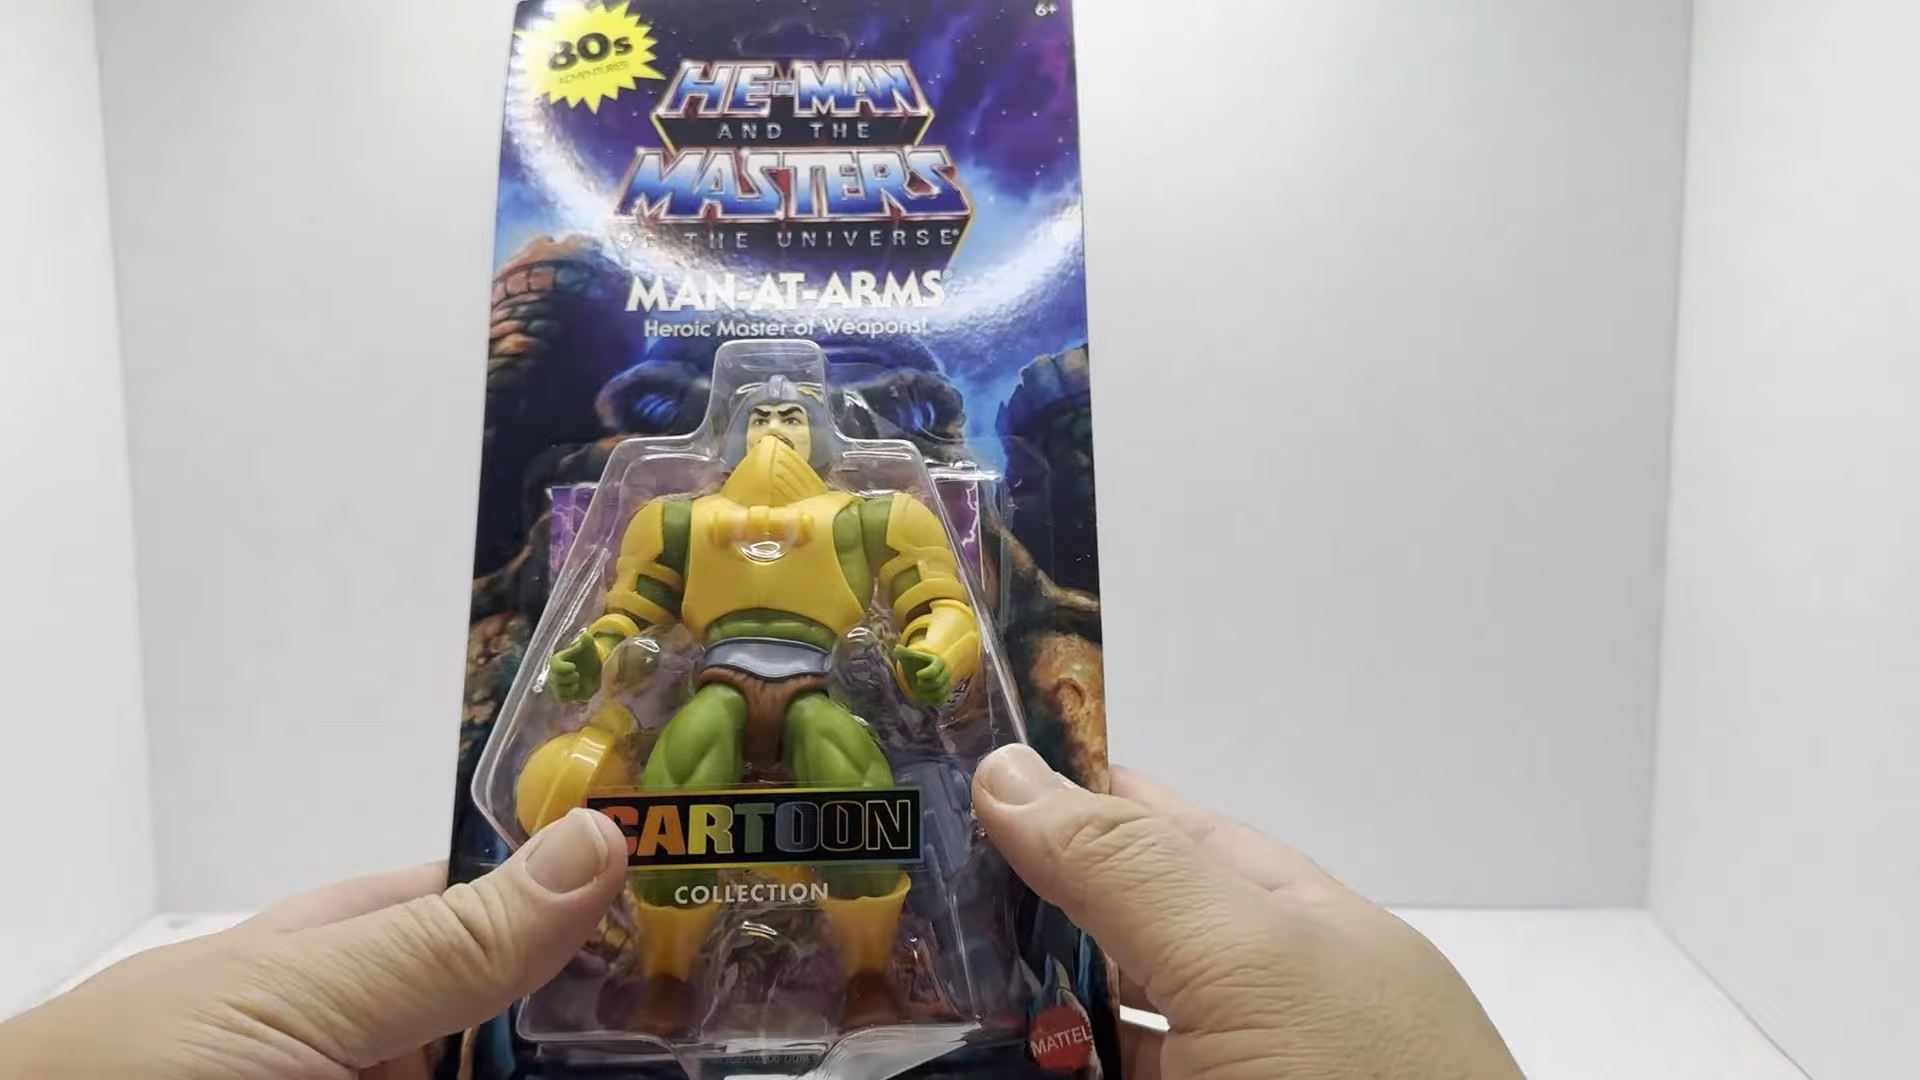 80s
ADVENTURES!
6+
HE-MAN
AND THE
MASTERS
OF THE UNIVERSE®
MAN-AT-ARMS®
Heroic Master of Weapons!
CARTOON
COLLECTION
MATTEL